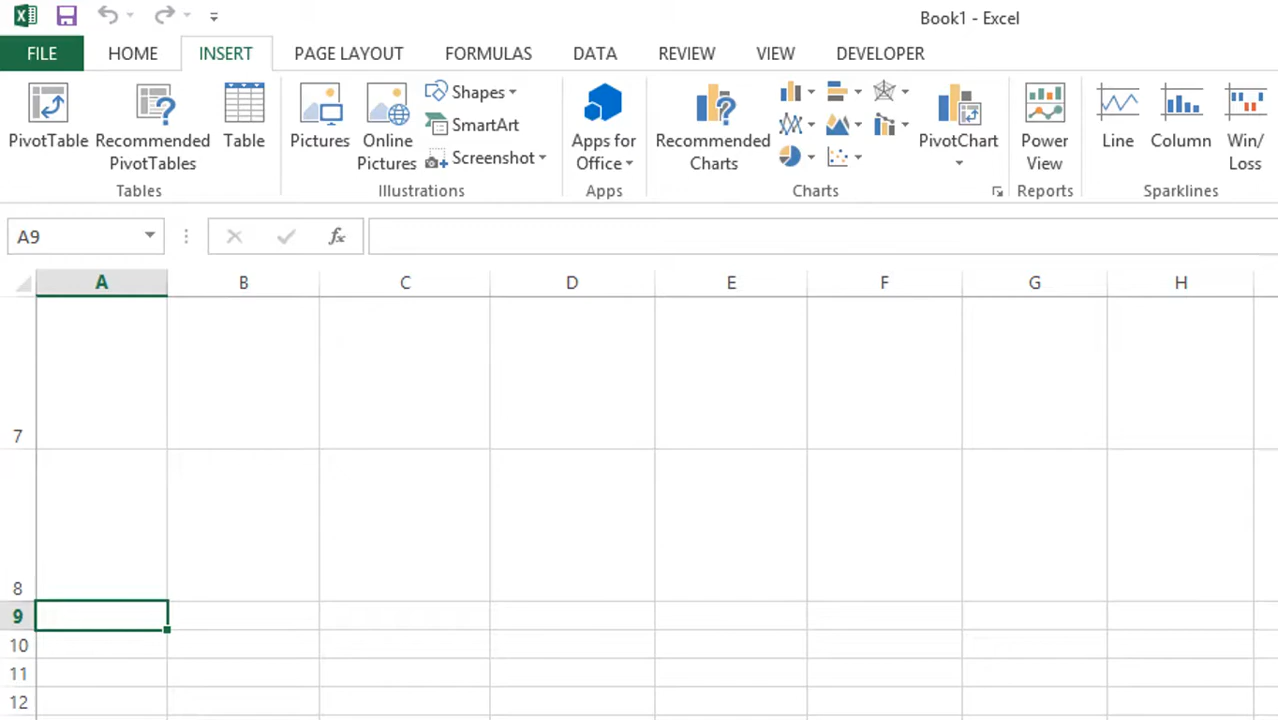 Book1 - Excel
FILE HOME INSERT PAGE LAYOUT FORMULAS DATA REVIEW VIEW DEVELOPER
PivotTable
Recommended
PivotTables
Table
Tables
Pictures
Online
Pictures
Shapes
SmartArt
Screenshot
Illustrations
Apps for
Office
Apps
Recommended
Charts
PivotChart
Charts
Power
View
Reports
Line
Column
Win/
Loss
Sparklines
A9
fx
A B C D E F G H
7
8
9
10
11
12